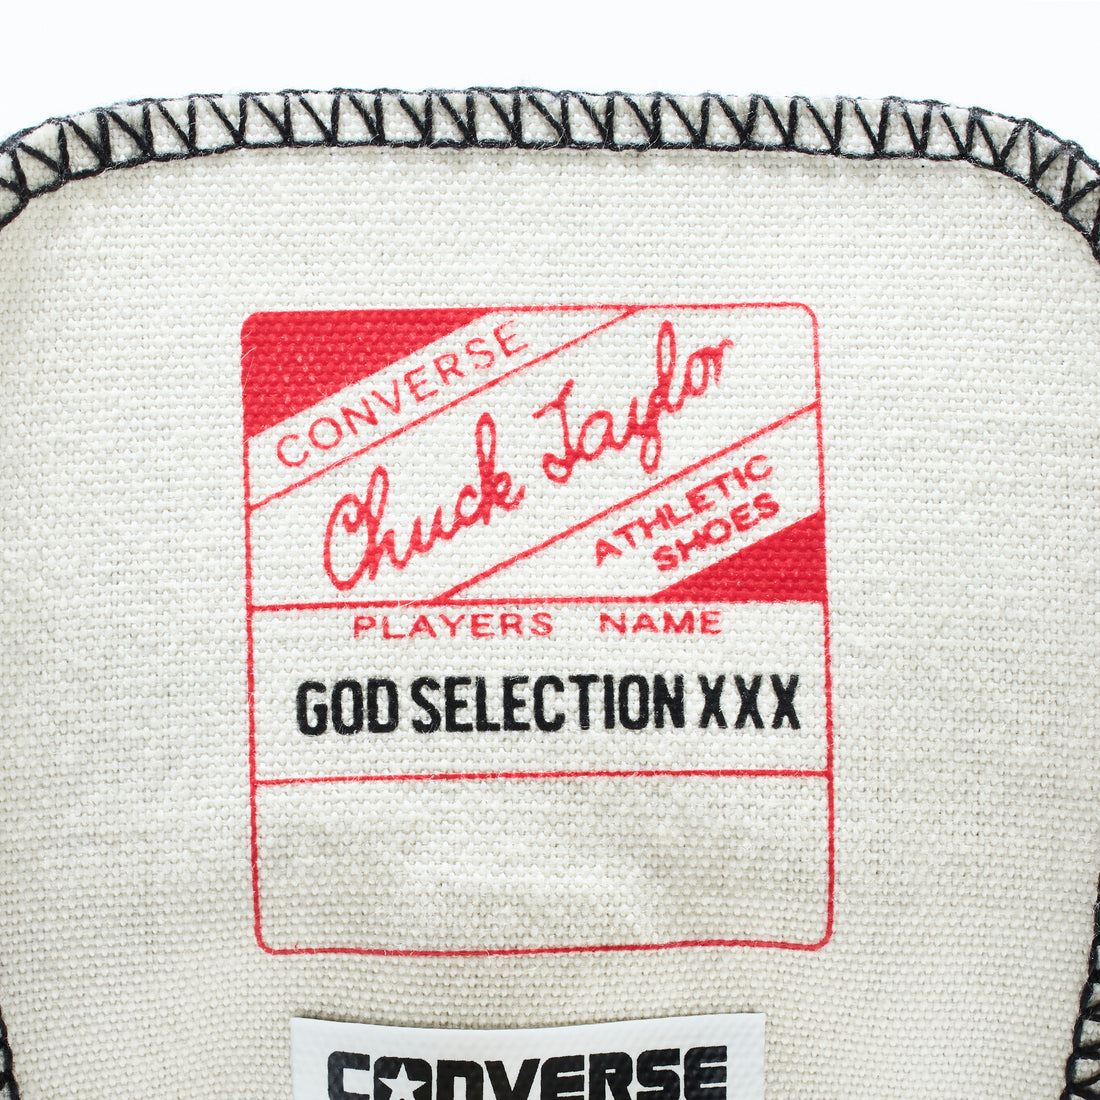 CONVERSE
Chuck Taylor
ATHLETIC
SHOES
PLAYERS NAME
GOD SELECTION XXX
CONVERSE